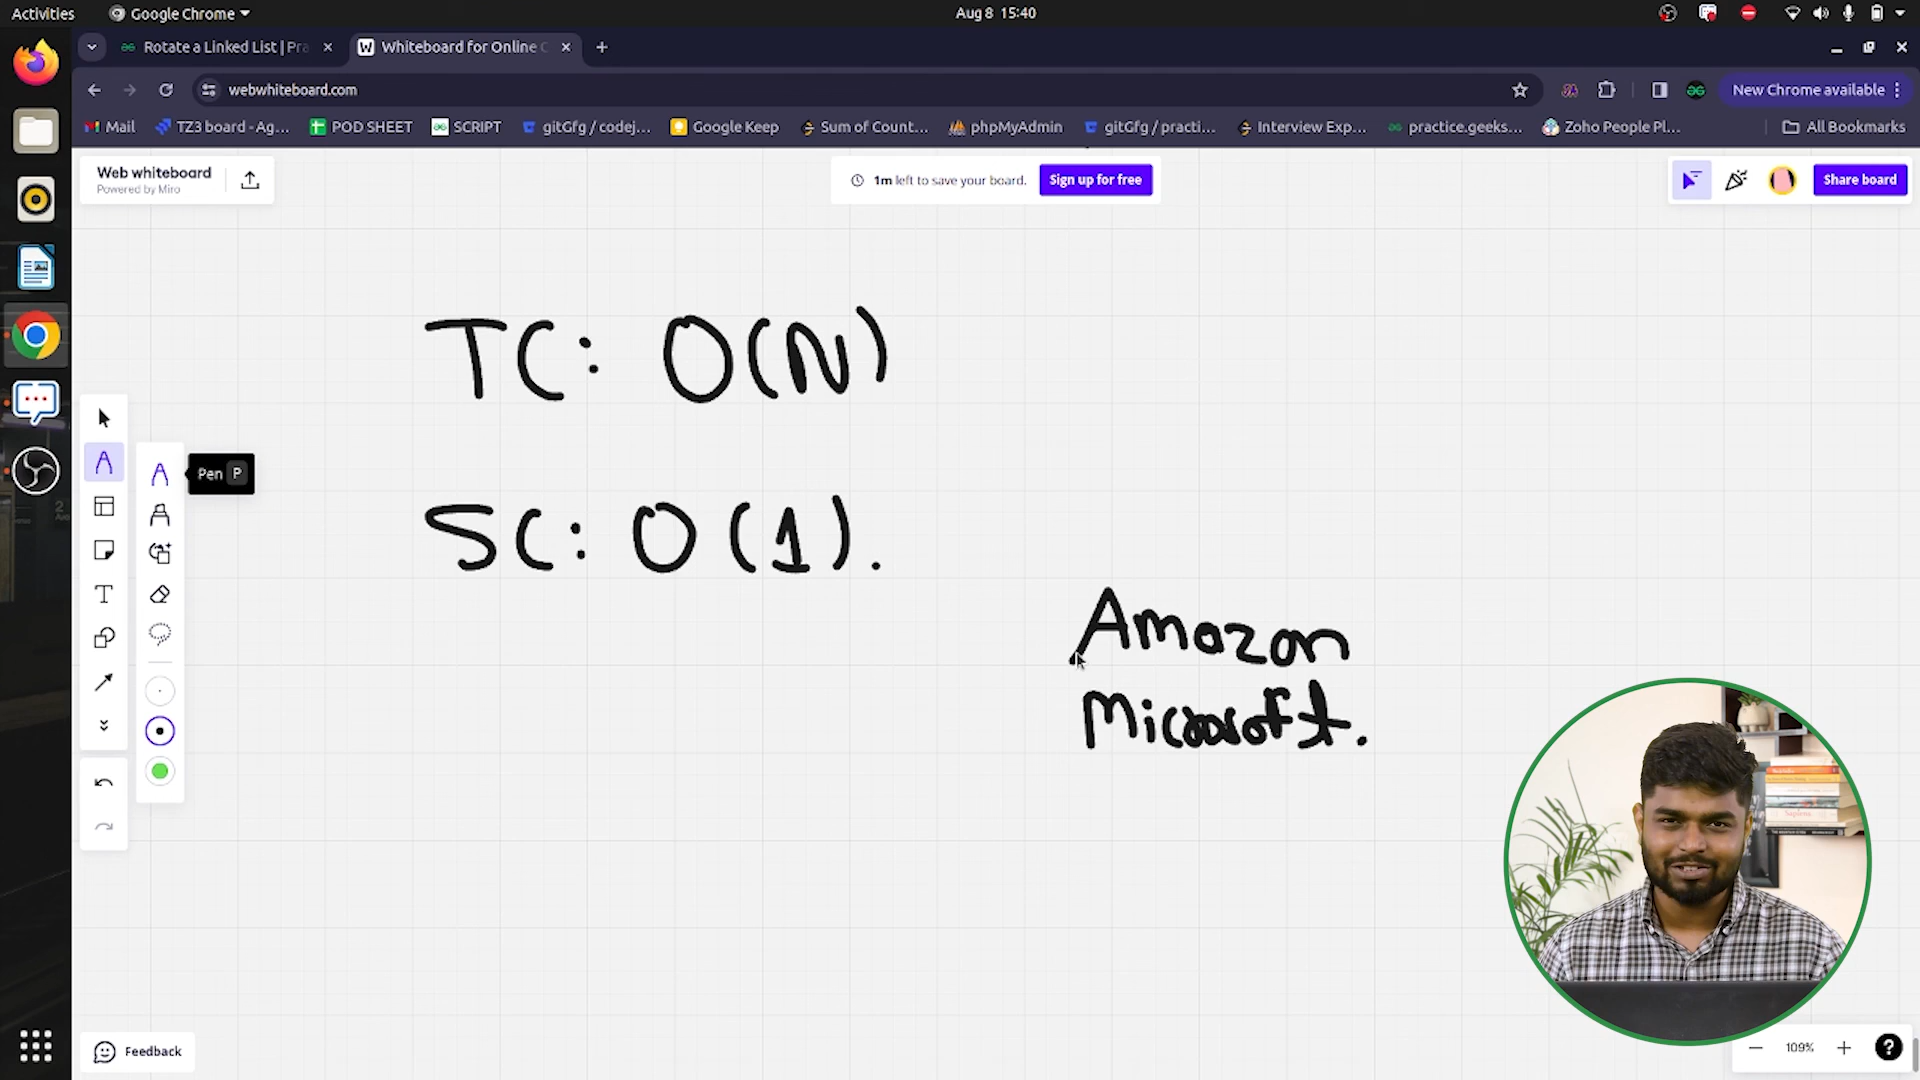 Activities
Google Chrome
Aug 8 15:40
Rotate a Linked List | Pra
Whiteboard for Online C
webwhiteboard.com
New Chrome available
Mail
TZ3 board - Ag...
POD SHEET
SCRIPT
gitGfg / codej...
Google Keep
Sum of Count...
phpMyAdmin
gitGfg / practi...
Interview Exp...
practice.geeks...
Zoho People Pl...
All Bookmarks
Web whiteboard
Powered by Miro
1m left to save your board.
Sign up for free
Share board
TC: O(N)
Pen P
SC: O(1).
Amazon
Microsoft.
Feedback
109%